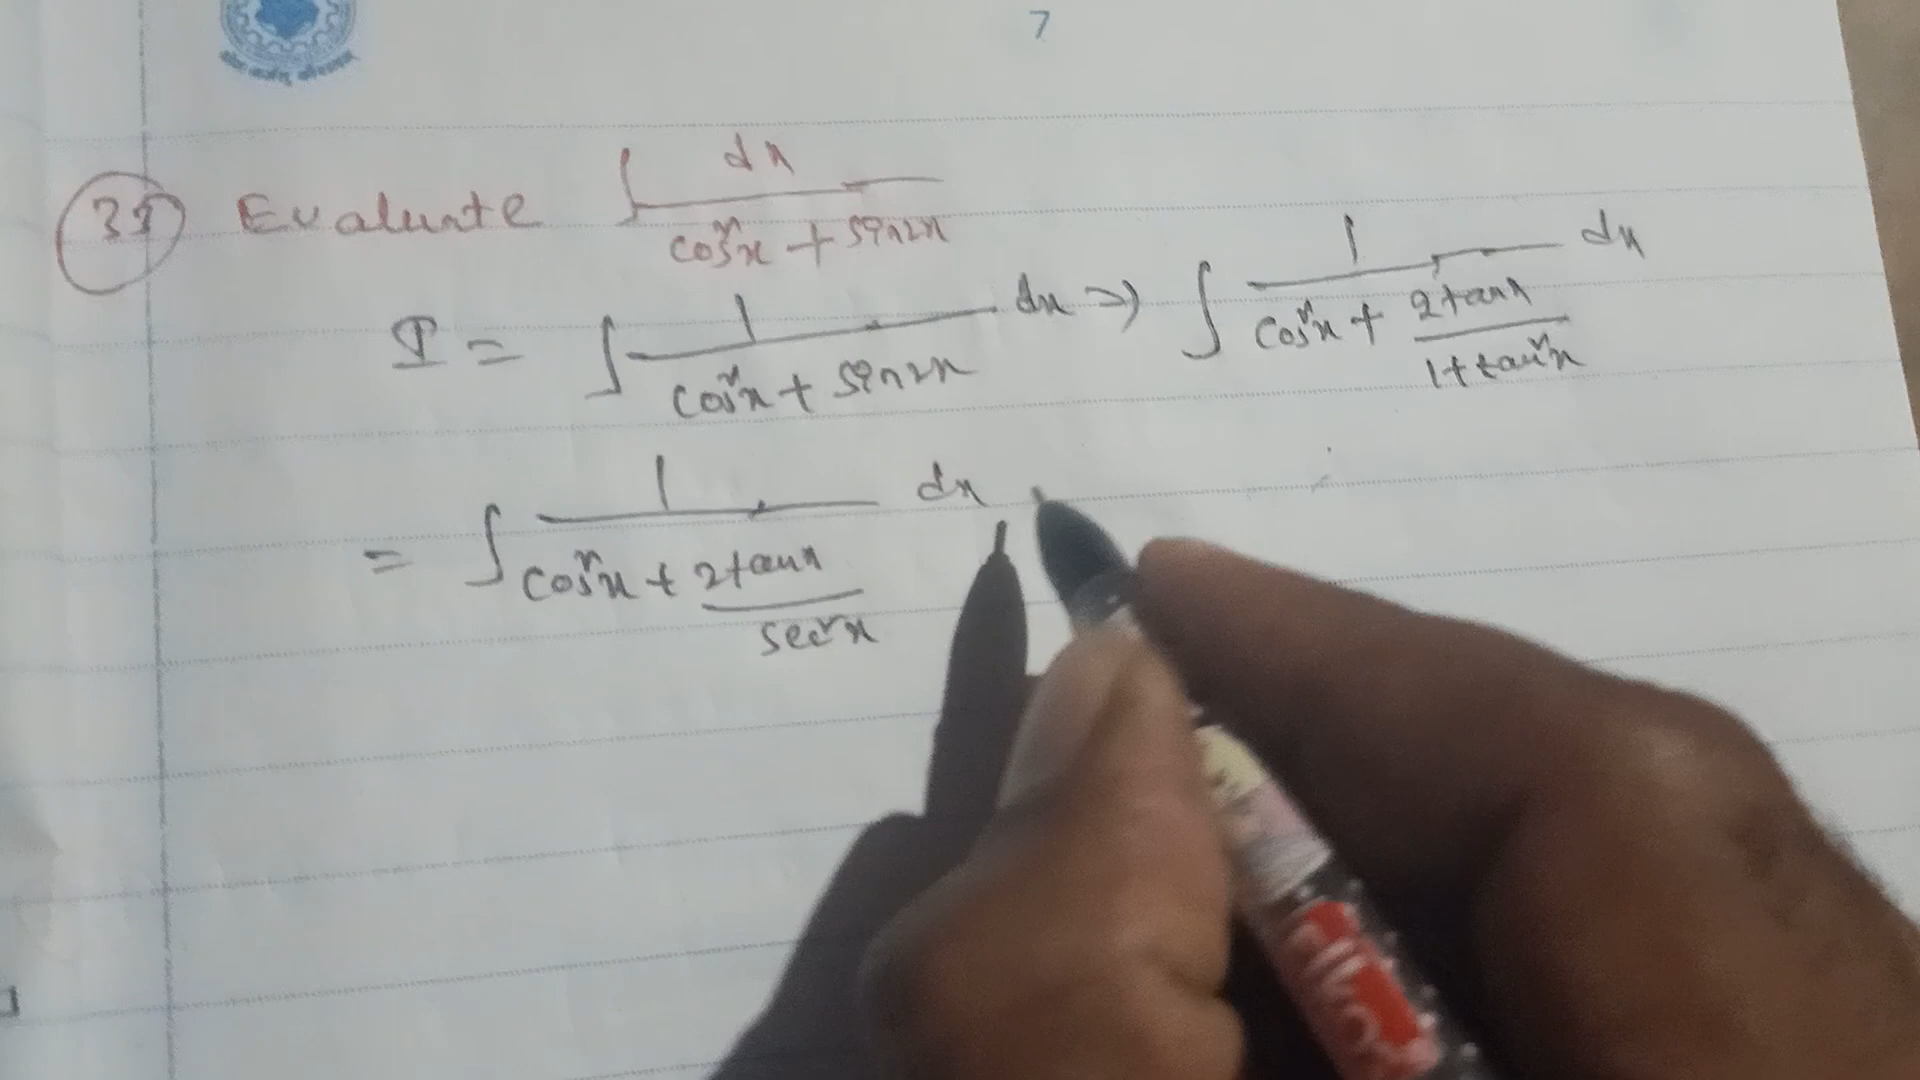 7
Evaluate ∫ dx / (cos²x + sin2x)
I = ∫ 1 / (cos²x + sin2x) dx ⇒ ∫ 1 / (cos²x + 2tanx / (1+tan²x)) dx
= ∫ 1 / (cos²x + 2tanx / sec²x) dx